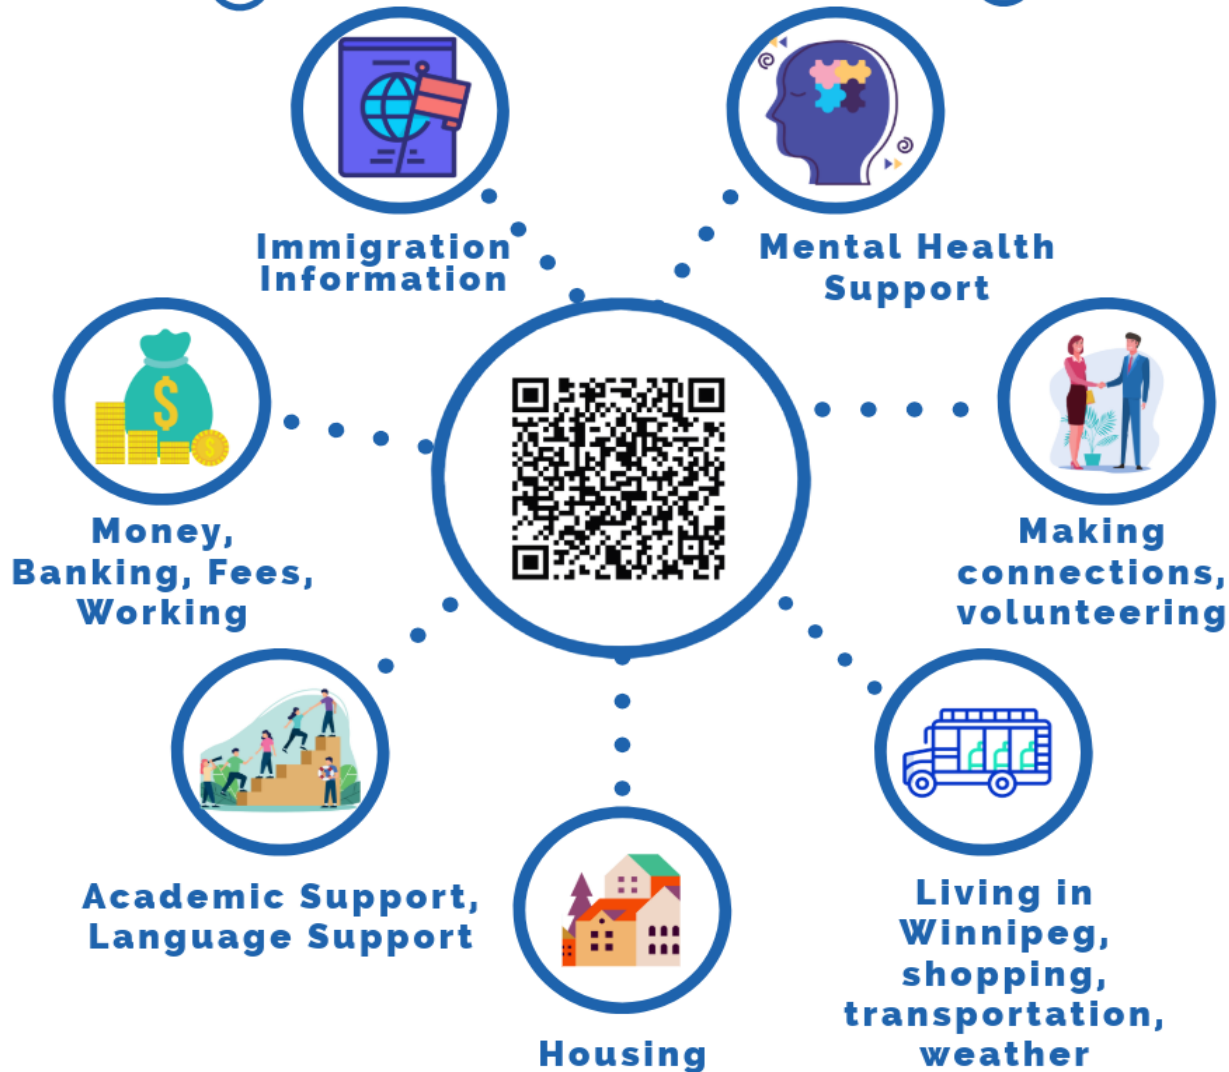 Immigration
Information
Mental Health
Support
$
$
Money,
Banking, Fees,
Working
Making
connections,
volunteering
Academic Support,
Language Support
Living in
Winnipeg,
shopping,
transportation,
weather
Housing